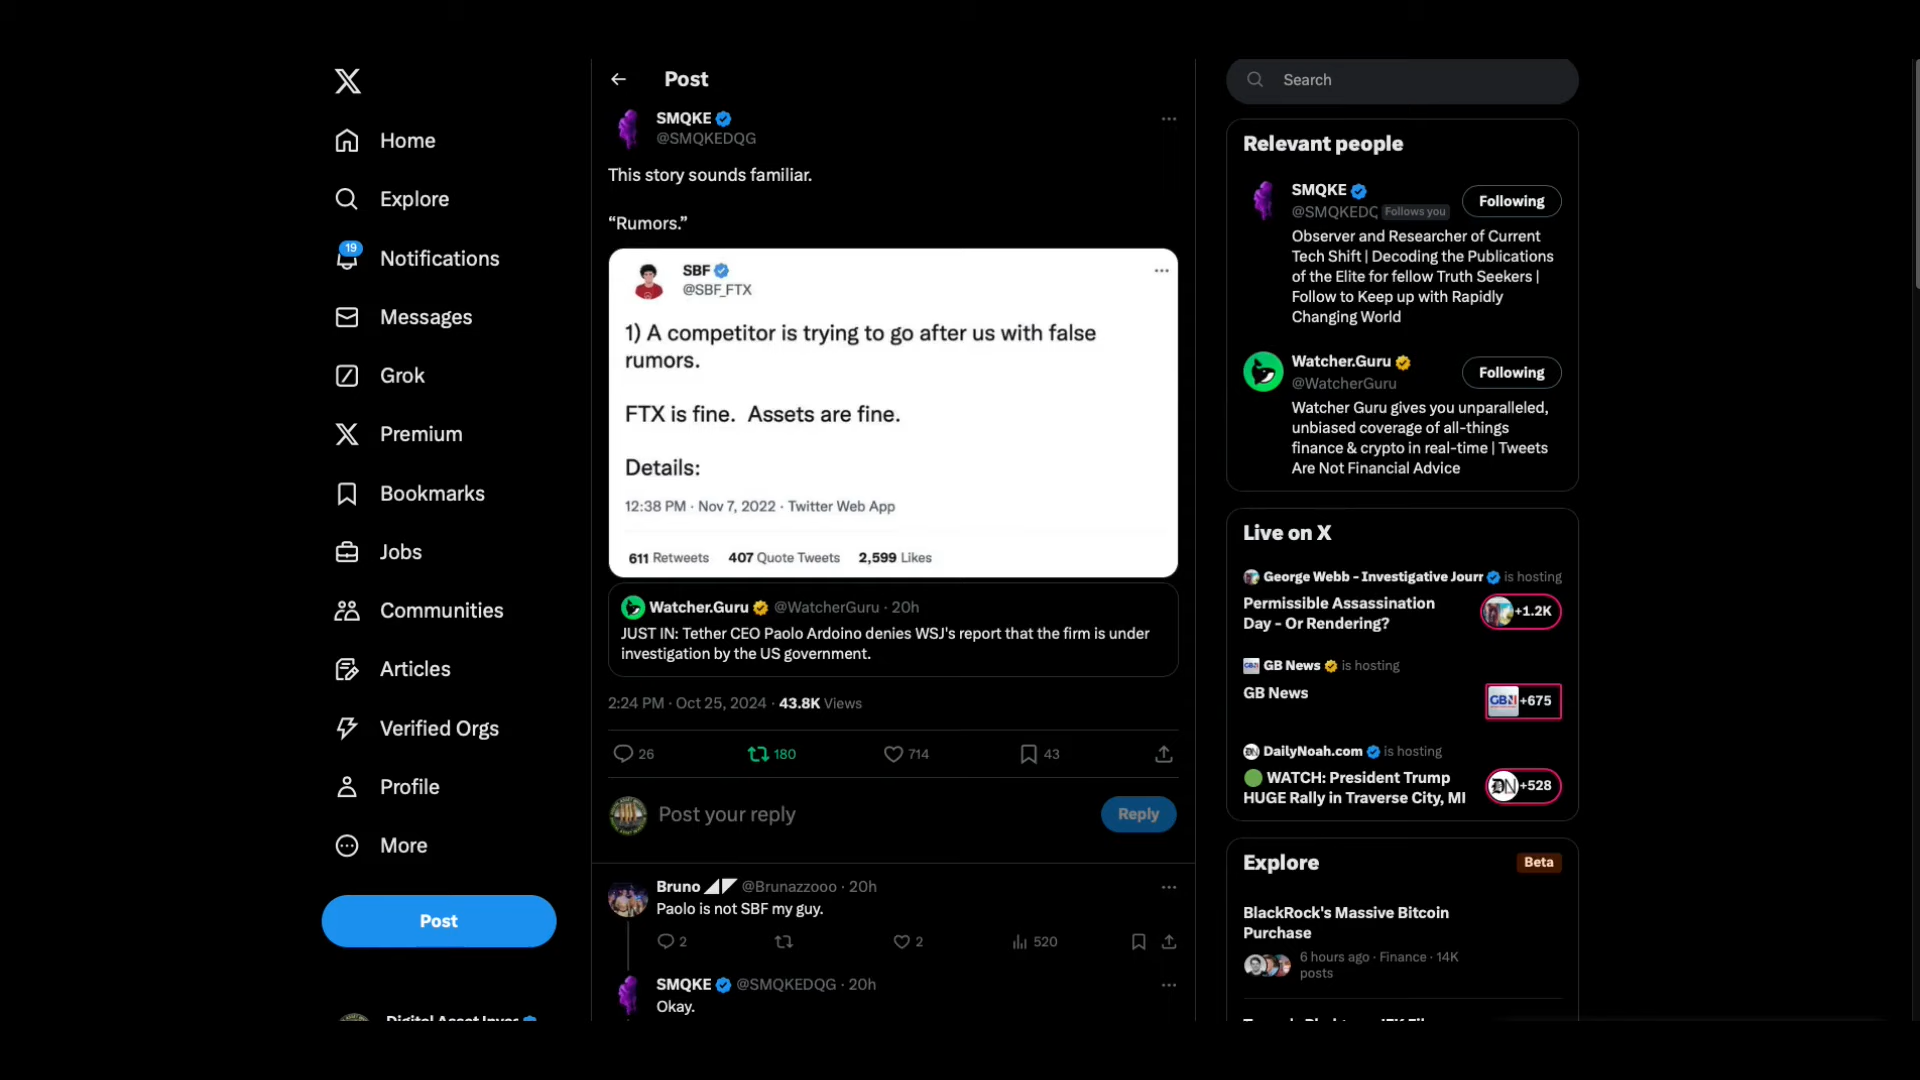 Home
Explore
19
Notifications
Messages
Grok
Premium
Bookmarks
Jobs
Communities
Articles
Verified Orgs
Profile
More
Post
Post
SMQKE
@SMQKEDQG
This story sounds familiar.
“Rumors.”
SBF
@SBF_FTX
1) A competitor is trying to go after us with false
rumors.
FTX is fine. Assets are fine.
Details:
12:38 PM · Nov 7, 2022 · Twitter Web App
611 Retweets 407 Quote Tweets 2,599 Likes
Watcher.Guru @WatcherGuru · 20h
JUST IN: Tether CEO Paolo Ardoino denies WSJ's report that the firm is under
investigation by the US government.
2:24 PM · Oct 25, 2024 · 43.8K Views
26 180 714 43
Post your reply
Reply
Bruno @Brunazzooo · 20h
Paolo is not SBF my guy.
2 2 520
SMQKE @SMQKEDQG · 20h
Okay.
Search
Relevant people
SMQKE
@SMQKEDQ Follows you
Following
Observer and Researcher of Current
Tech Shift | Decoding the Publications
of the Elite for fellow Truth Seekers |
Follow to Keep up with Rapidly
Changing World
Watcher.Guru
@WatcherGuru
Following
Watcher Guru gives you unparalleled,
unbiased coverage of all-things
finance & crypto in real-time | Tweets
Are Not Financial Advice
Live on X
George Webb - Investigative Journ is hosting
Permissible Assassination
Day - Or Rendering?
+1.2K
GB News is hosting
GB News
GBN +675
DailyNoah.com is hosting
WATCH: President Trump
HUGE Rally in Traverse City, MI
DN +528
Explore
Beta
BlackRock's Massive Bitcoin
Purchase
6 hours ago · Finance · 14K
posts